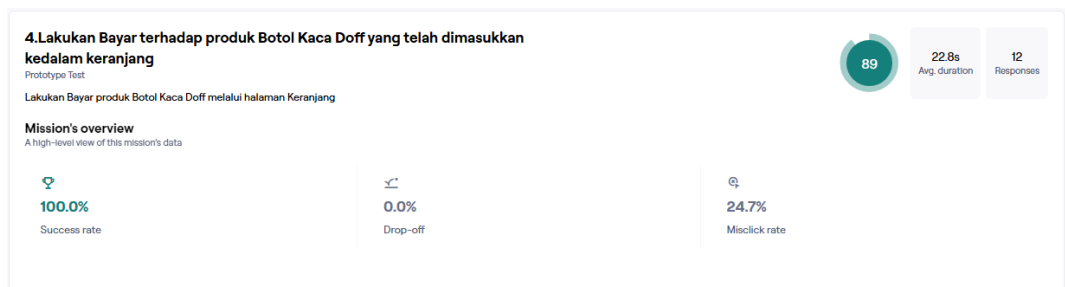 4.Lakukan Bayar terhadap produk Botol Kaca Doff yang telah dimasukkan
kedalam keranjang
Prototype Test
Lakukan Bayar produk Botol Kaca Doff melalui halaman Keranjang
89
22.8s
Avg. duration
12
Responses
Mission's overview
A high-level view of this mission's data
100.0%
Success rate
0.0%
Drop-off
24.7%
Misclick rate